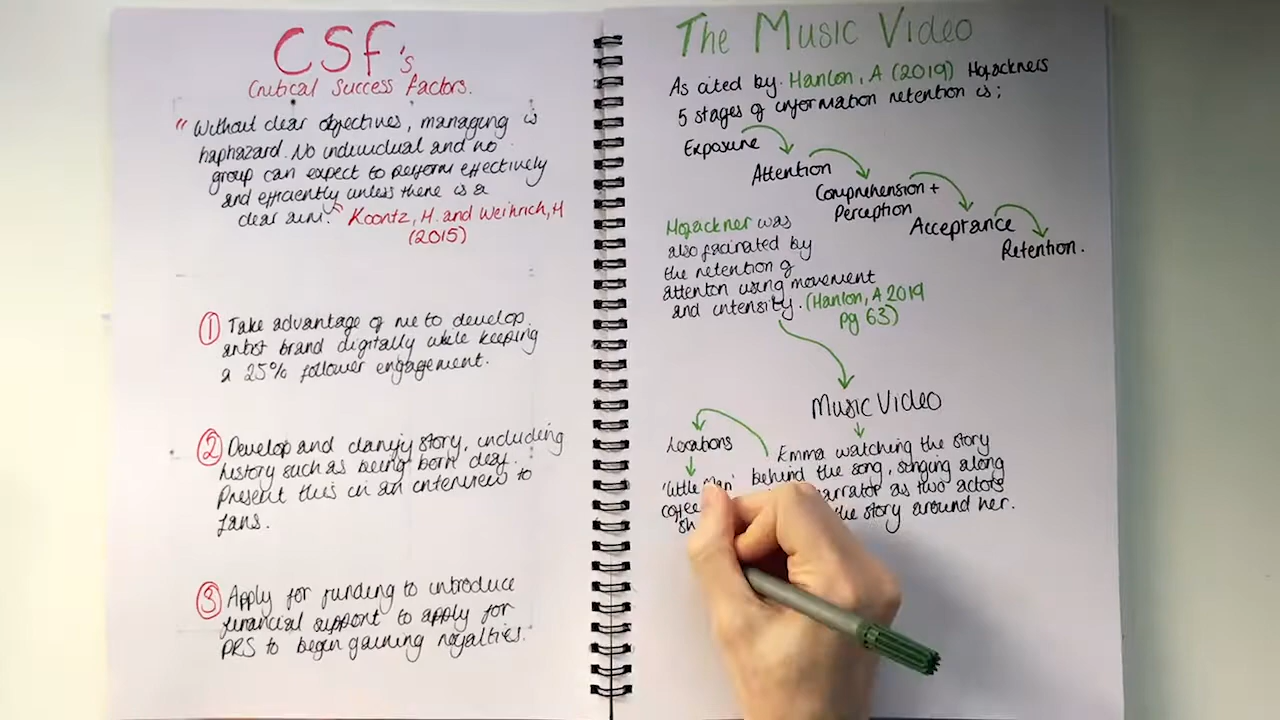 CSF's
Critical Success Factors.
"Without clear objectives, managing is
haphazard. No individual and no
group can expect to perform effectively
and efficiently unless there is a
clear aim." Koontz, H. and Weihrich, H
(2015)
① Take advantage of me to develop
artist brand digitally while keeping
a 25% follower engagement.
② Develop and clarify story, including
history such as being born deaf.
Present this in an interview to
fans.
③ Apply for funding to introduce
financial support to apply for
PRS to begin gaining royalties.
The Music Video
As cited by Hanlon, A (2019)
5 stages of information retention is;
Exposure
Attention
Comprehension +
Perception
Acceptance
Retention.
was
also facinated by
the retention of
attenton using movement
and intensity. (Hanlon, A 2019
pg 63)
Music Video
Locations
'Little Man'
coffee
sh
Emma watching the story
behind the song, singing along
narrator as two actors
the story around her.